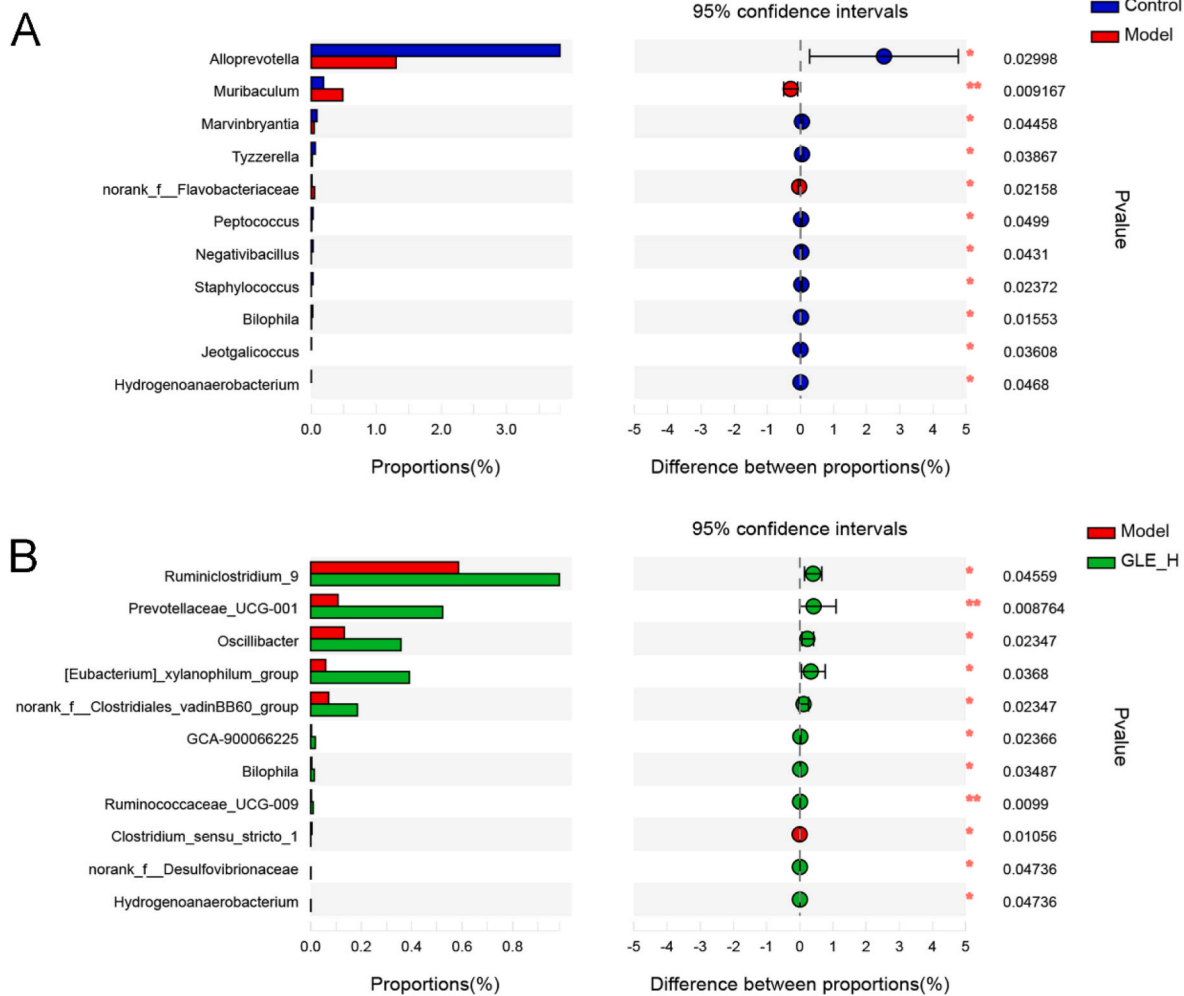 A
95% confidence intervals
Control
Model
Alloprevotella * 0.02998
Muribaculum ** 0.009167
Marvinbryantia * 0.04458
Tyzzerella * 0.03867
norank_f__Flavobacteriaceae * 0.02158
Peptococcus * 0.0499
Negativibacillus * 0.0431
Staphylococcus * 0.02372
Bilophila * 0.01553
Jeotgalicoccus * 0.03608
Hydrogenoanaerobacterium * 0.0468
Pvalue
0.0 1.0 2.0 3.0 -5 -4 -3 -2 -1 0 1 2 3 4 5
Proportions(%) Difference between proportions(%)
B
95% confidence intervals
Model
GLE_H
Ruminiclostridium_9 * 0.04559
Prevotellaceae_UCG-001 ** 0.008764
Oscillibacter * 0.02347
[Eubacterium]_xylanophilum_group * 0.0368
norank_f__Clostridiales_vadinBB60_group * 0.02347
GCA-900066225 * 0.02366
Bilophila * 0.03487
Ruminococcaceae_UCG-009 ** 0.0099
Clostridium_sensu_stricto_1 * 0.01056
norank_f__Desulfovibrionaceae * 0.04736
Hydrogenoanaerobacterium * 0.04736
Pvalue
0.0 0.2 0.4 0.6 0.8 -5 -4 -3 -2 -1 0 1 2 3 4 5
Proportions(%) Difference between proportions(%)